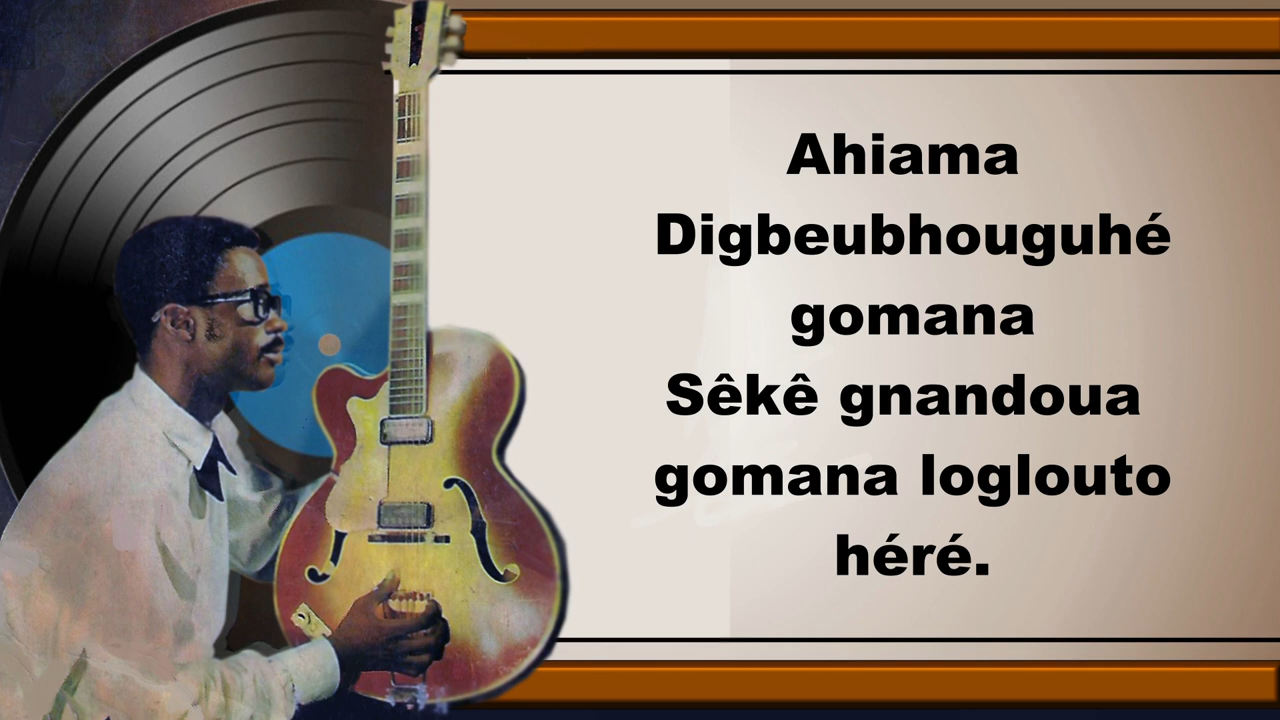 Ahiama
Digbeubhouguhé
gomana
Sêkê gnandoua
gomana loglouto
héré.